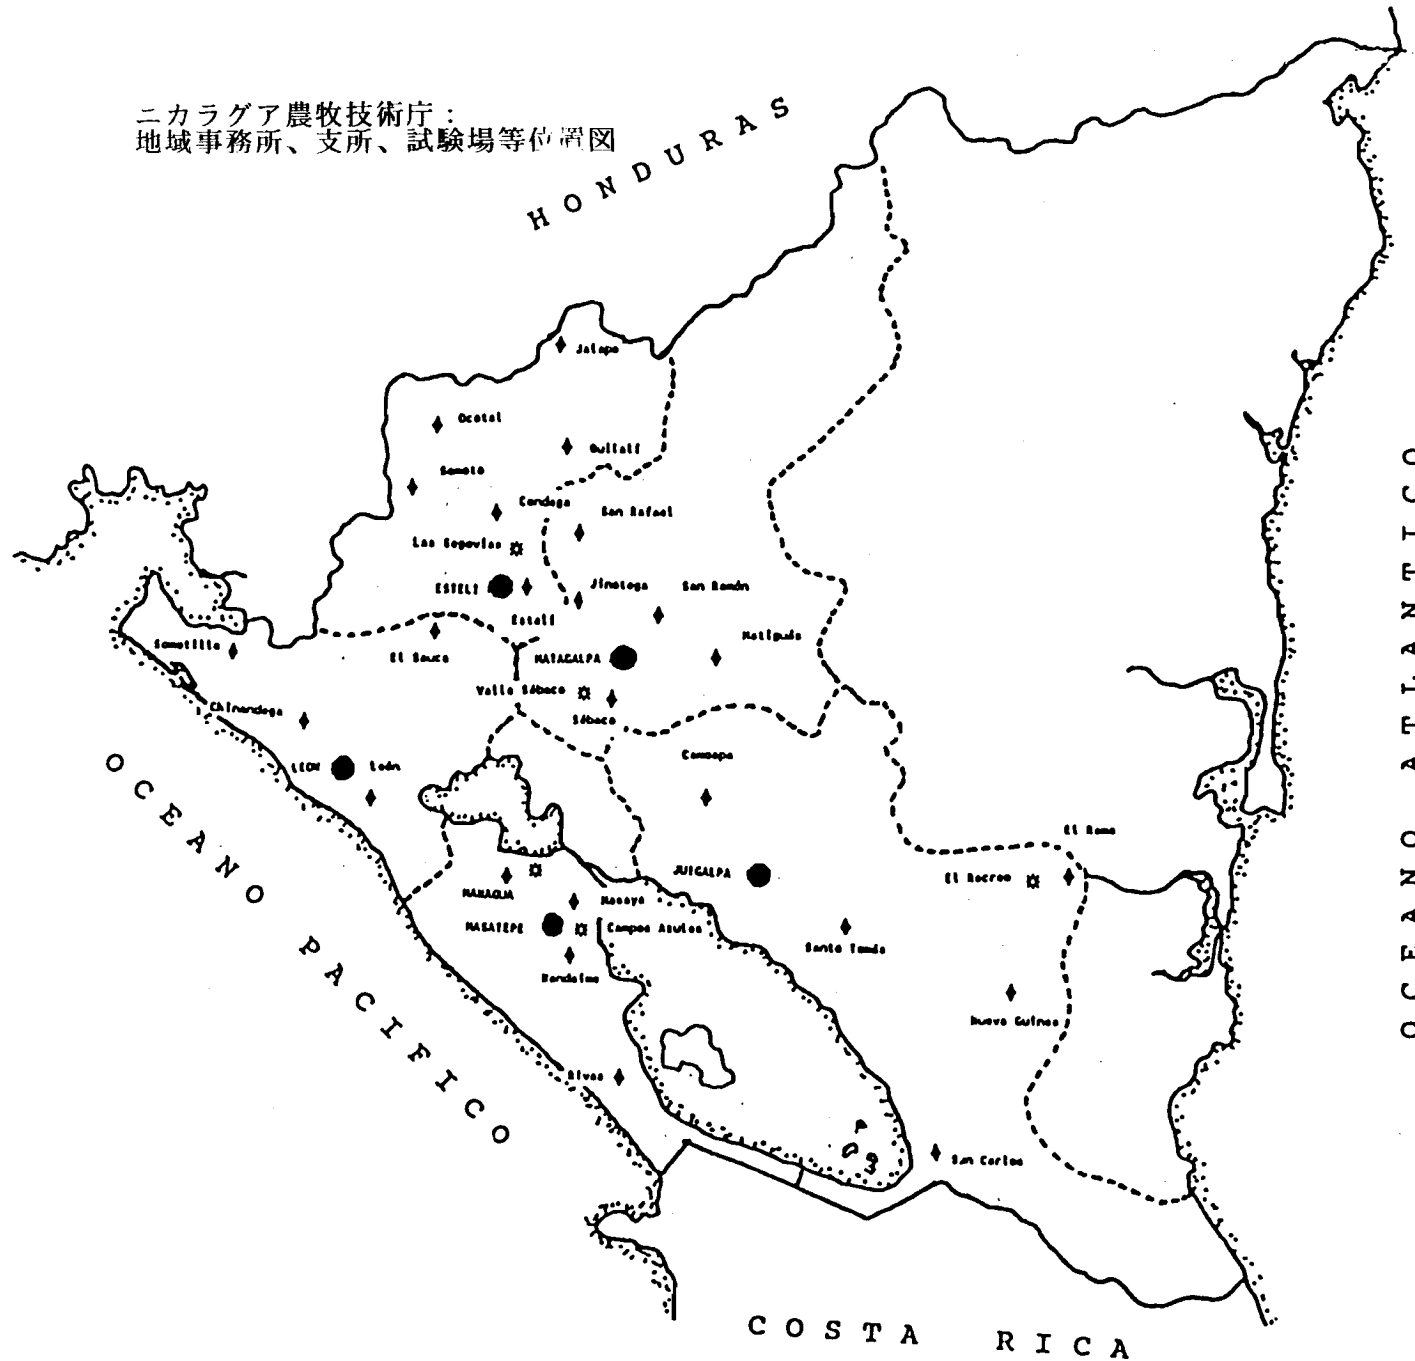 ニカラグア農牧技術庁：
地域事務所、支所、試験場等位置図
HONDURAS
Jalapa
Ocotal
Quilalí
Somoto
Condega
San Rafael
Las Segovias
ESTELI
Jinotega
San Ramón
Estelí
Somotillo
El Sauce
MATAGALPA
Matiguás
Valle Sébaco
Sébaco
Chinandega
Camoapa
LEON
León
El Rama
JUIGALPA
El Recreo
MANAGUA
Masaya
MASATEPE
Campos Azules
Santo Tomás
Nandaime
Nueva Guinea
Rivas
San Carlos
OCEANO PACIFICO
OCEANO ATLANTICO
COSTA RICA